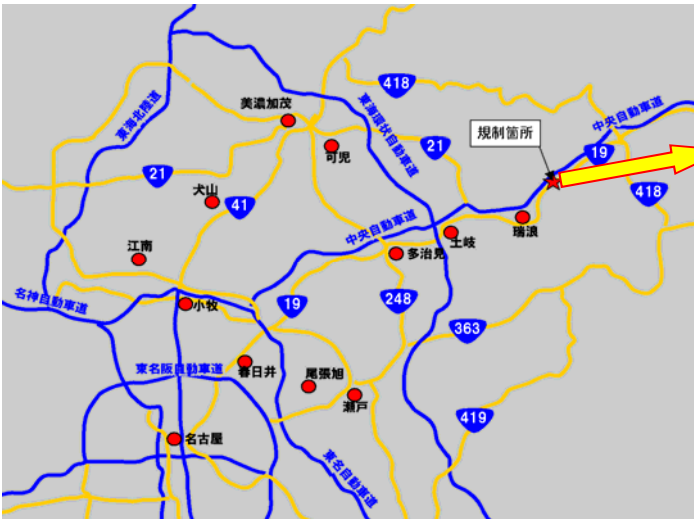 418
美濃加茂
東海環状自動車道
中央自動車道
東海北陸道
規制箇所
21
可児
19
21
418
犬山
41
中央自動車道
瑞浪
土岐
江南
多治見
名神自動車道
小牧
19
248
363
東名阪自動車道
春日井
尾張旭
瀬戸
419
名古屋
東名自動車道